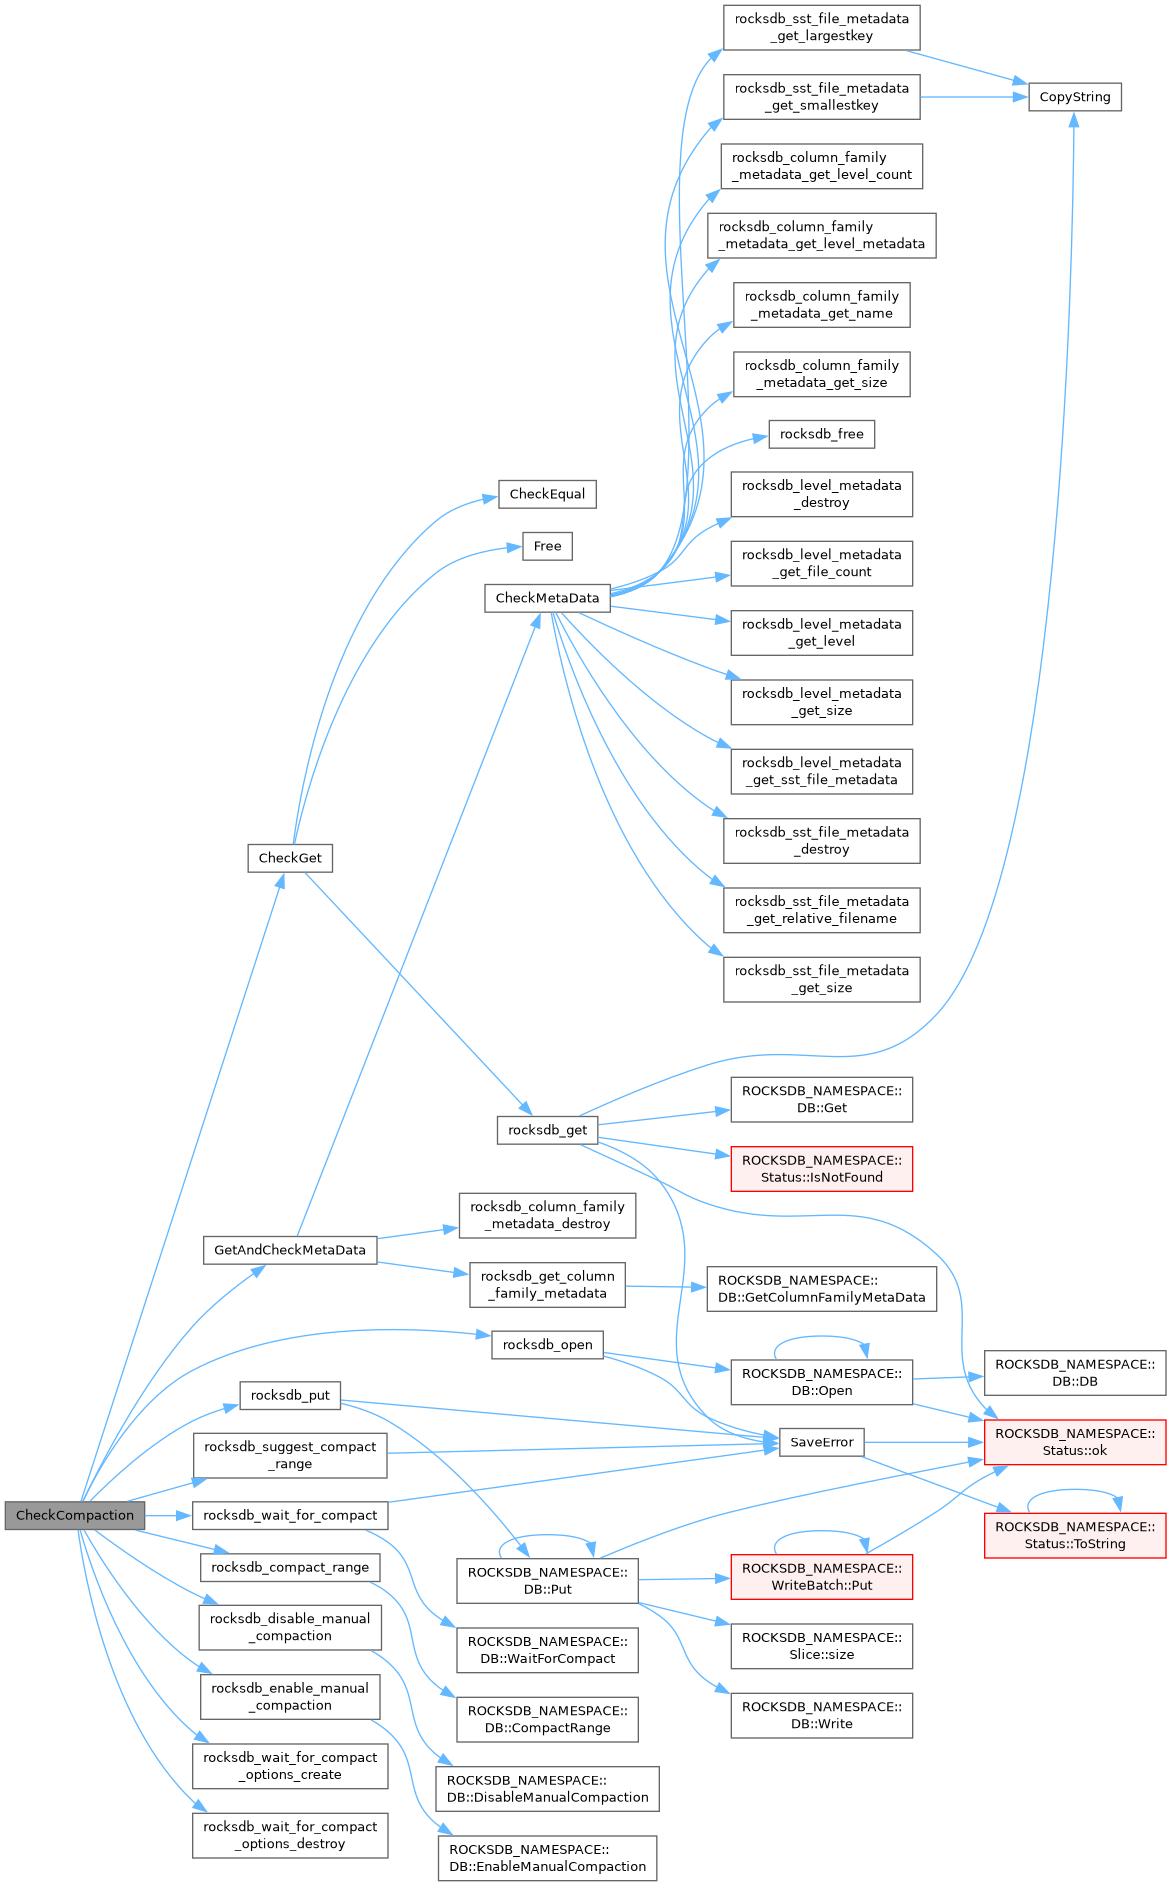 rocksdb_sst_file_metadata
_get_largestkey
rocksdb_sst_file_metadata
_get_smallestkey
CopyString
rocksdb_column_family
_metadata_get_level_count
rocksdb_column_family
_metadata_get_level_metadata
rocksdb_column_family
_metadata_get_name
rocksdb_column_family
_metadata_get_size
rocksdb_free
rocksdb_level_metadata
_destroy
CheckEqual
Free
rocksdb_level_metadata
_get_file_count
CheckMetaData
rocksdb_level_metadata
_get_level
rocksdb_level_metadata
_get_size
rocksdb_level_metadata
_get_sst_file_metadata
rocksdb_sst_file_metadata
_destroy
CheckGet
rocksdb_sst_file_metadata
_get_relative_filename
rocksdb_sst_file_metadata
_get_size
ROCKSDB_NAMESPACE::
DB::Get
rocksdb_get
ROCKSDB_NAMESPACE::
Status::IsNotFound
rocksdb_column_family
_metadata_destroy
GetAndCheckMetaData
rocksdb_get_column
_family_metadata
ROCKSDB_NAMESPACE::
DB::GetColumnFamilyMetaData
rocksdb_open
ROCKSDB_NAMESPACE::
DB::Open
ROCKSDB_NAMESPACE::
DB::DB
rocksdb_put
rocksdb_suggest_compact
_range
SaveError
ROCKSDB_NAMESPACE::
Status::ok
CheckCompaction
rocksdb_wait_for_compact
ROCKSDB_NAMESPACE::
Status::ToString
rocksdb_compact_range
ROCKSDB_NAMESPACE::
DB::Put
ROCKSDB_NAMESPACE::
WriteBatch::Put
rocksdb_disable_manual
_compaction
ROCKSDB_NAMESPACE::
DB::WaitForCompact
ROCKSDB_NAMESPACE::
Slice::size
rocksdb_enable_manual
_compaction
ROCKSDB_NAMESPACE::
DB::CompactRange
ROCKSDB_NAMESPACE::
DB::Write
rocksdb_wait_for_compact
_options_create
ROCKSDB_NAMESPACE::
DB::DisableManualCompaction
rocksdb_wait_for_compact
_options_destroy
ROCKSDB_NAMESPACE::
DB::EnableManualCompaction